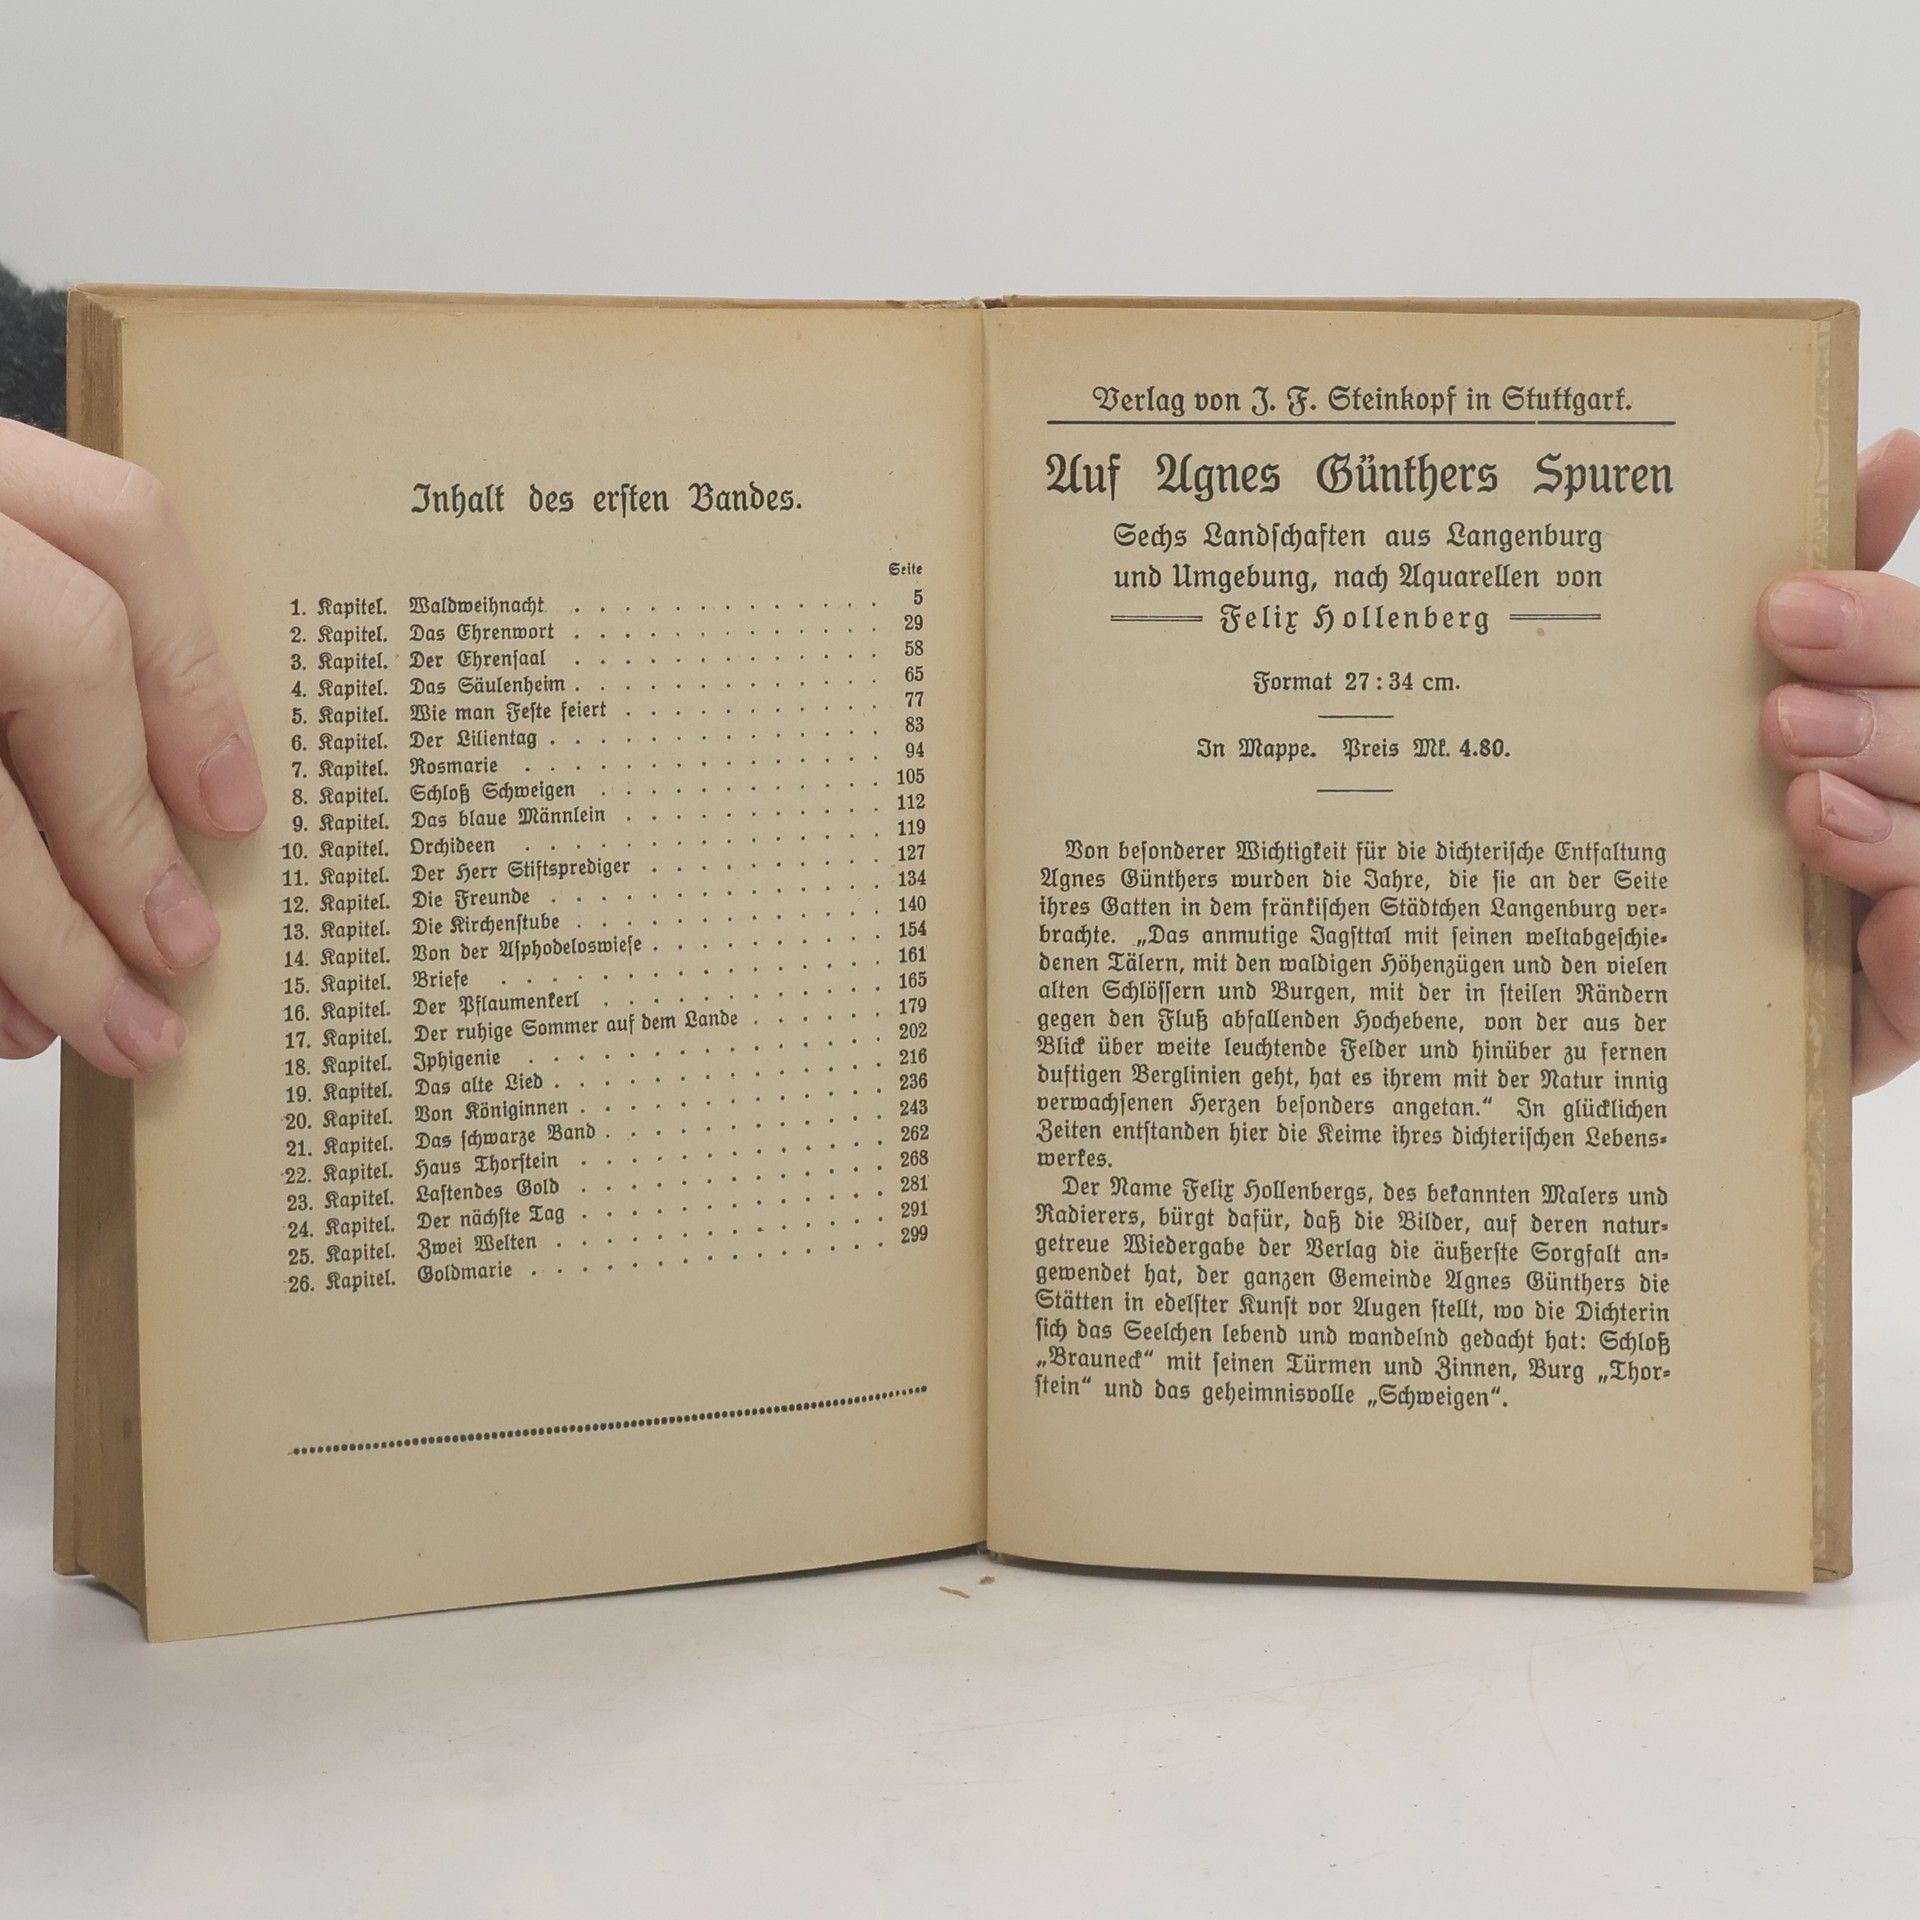 Inhalt des erſten Bandes.
Seite
1. Kapitel. Waldweihnacht . . . . . . . . . . . . . 5
2. Kapitel. Das Ehrenwort . . . . . . . . . . . . . 29
3. Kapitel. Der Ehrenſaal . . . . . . . . . . . . . 58
4. Kapitel. Das Säulenheim . . . . . . . . . . . . . 65
5. Kapitel. Wie man Feſte feiert . . . . . . . . . . . 77
6. Kapitel. Der Lilientag . . . . . . . . . . . . . . 83
7. Kapitel. Rosmarie . . . . . . . . . . . . . . . 94
8. Kapitel. Schloß Schweigen . . . . . . . . . . . . 105
9. Kapitel. Das blaue Männlein . . . . . . . . . . . 112
10. Kapitel. Orchideen . . . . . . . . . . . . . . . 119
11. Kapitel. Der Herr Stiftsprediger . . . . . . . . . . 127
12. Kapitel. Die Freunde . . . . . . . . . . . . . . 134
13. Kapitel. Die Kirchenſtube . . . . . . . . . . . . . 140
14. Kapitel. Von der Aſphodeloswieſe . . . . . . . . . . 154
15. Kapitel. Briefe . . . . . . . . . . . . . . . . 161
16. Kapitel. Der Pflaumenkerl . . . . . . . . . . . . 165
17. Kapitel. Der ruhige Sommer auf dem Lande . . . . . . 179
18. Kapitel. Iphigenie . . . . . . . . . . . . . . . 202
19. Kapitel. Das alte Lied . . . . . . . . . . . . . . 216
20. Kapitel. Von Königinnen . . . . . . . . . . . . . 236
21. Kapitel. Das ſchwarze Band . . . . . . . . . . . . 243
22. Kapitel. Haus Thorſtein . . . . . . . . . . . . . 262
23. Kapitel. Laſtendes Gold . . . . . . . . . . . . . 268
24. Kapitel. Der nächſte Tag . . . . . . . . . . . . . 281
25. Kapitel. Zwei Welten . . . . . . . . . . . . . . 291
26. Kapitel. Goldmarie . . . . . . . . . . . . . . . 299
Verlag von J. F. Steinkopf in Stuttgart.
Auf Agnes Günthers Spuren
Sechs Landſchaften aus Langenburg
und Umgebung, nach Aquarellen von
Felix Hollenberg
Format 27 : 34 cm.
In Mappe. Preis Mk. 4.80.
Von beſonderer Wichtigkeit für die dichteriſche Entfaltung
Agnes Günthers wurden die Jahre, die ſie an der Seite
ihres Gatten in dem fränkiſchen Städtchen Langenburg ver-
brachte. „Das anmutige Jagſttal mit ſeinen weltabgeſchie-
denen Tälern, mit den waldigen Höhenzügen und den vielen
alten Schlöſſern und Burgen, mit der in ſteilen Rändern
gegen den Fluß abfallenden Hochebene, von der aus der
Blick über weite leuchtende Felder und hinüber zu fernen
duftigen Berglinien geht, hat es ihrem mit der Natur innig
verwachſenen Herzen beſonders angetan.“ In glücklichen
Zeiten entſtanden hier die Keime ihres dichteriſchen Lebens-
werkes.
Der Name Felix Hollenbergs, des bekannten Malers und
Radierers, bürgt dafür, daß die Bilder, auf deren natur-
getreue Wiedergabe der Verlag die äußerſte Sorgfalt an-
gewendet hat, der ganzen Gemeinde Agnes Günthers die
Stätten in edelſter Kunſt vor Augen ſtellt, wo die Dichterin
ſich das Seelchen lebend und wandelnd gedacht hat: Schloß
„Brauneck“ mit ſeinen Türmen und Zinnen, Burg „Thor-
ſtein“ und das geheimnisvolle „Schweigen“.